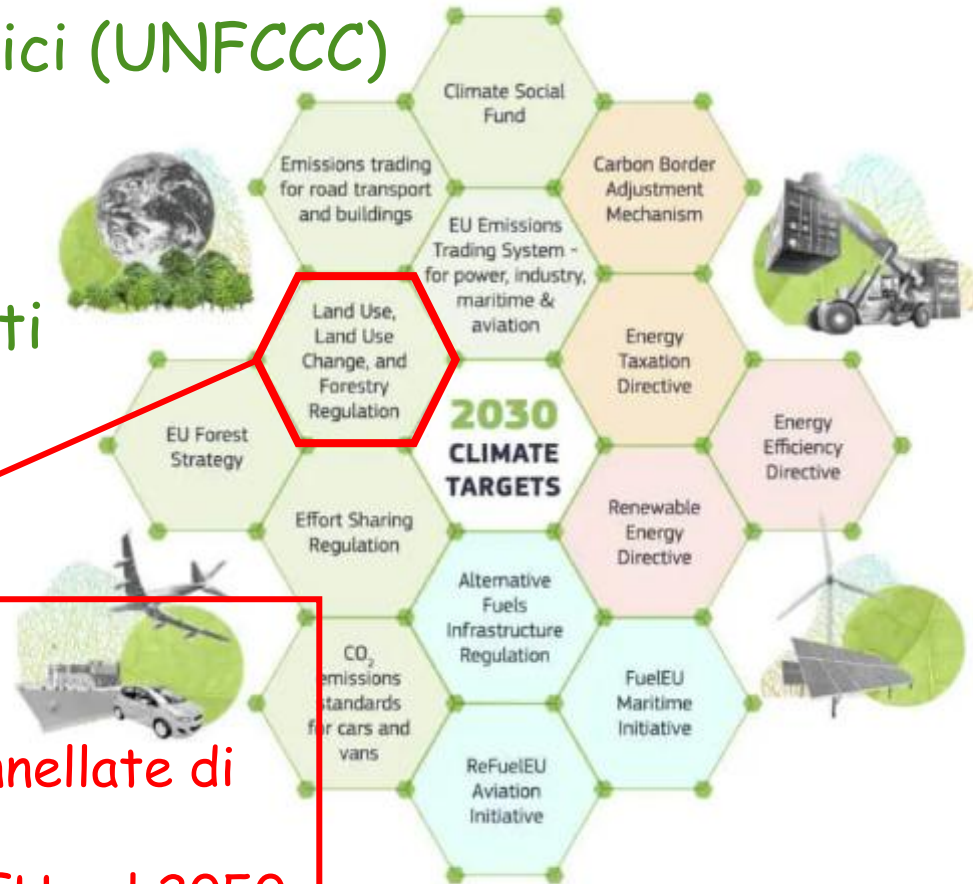 ici (UNFCCC)
Climate Social
Fund
Emissions trading
for road transport
and buildings
Carbon Border
Adjustment
Mechanism
EU Emissions
Trading System -
for power, industry,
maritime &
aviation
ti
Land Use,
Land Use
Change, and
Forestry
Regulation
Energy
Taxation
Directive
2030
CLIMATE
TARGETS
EU Forest
Strategy
Energy
Efficiency
Directive
Effort Sharing
Regulation
Renewable
Energy
Directive
Alternative
Fuels
Infrastructure
Regulation
CO₂
emissions
standards
for cars and
vans
FuelEU
Maritime
Initiative
nnellate di
ReFuelEU
Aviation
Initiative